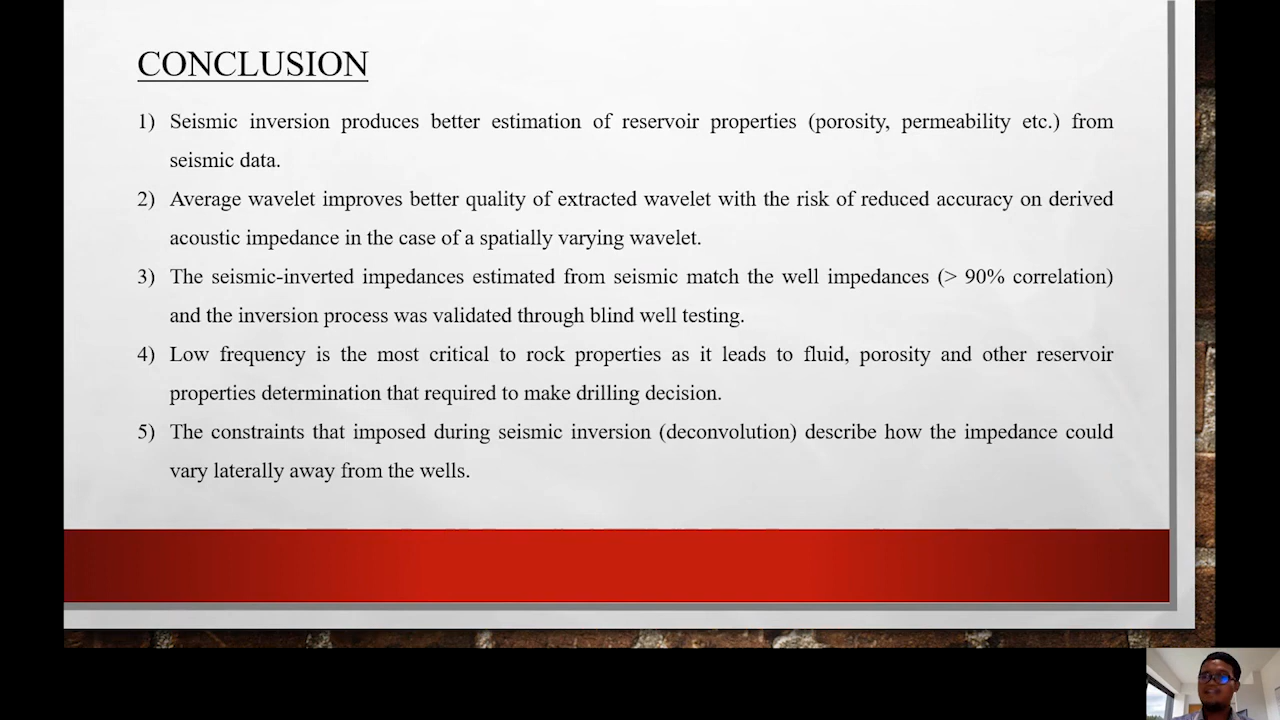 CONCLUSION
1) Seismic inversion produces better estimation of reservoir properties (porosity, permeability etc.) from
seismic data.
2) Average wavelet improves better quality of extracted wavelet with the risk of reduced accuracy on derived
acoustic impedance in the case of a spatially varying wavelet.
3) The seismic-inverted impedances estimated from seismic match the well impedances (> 90% correlation)
and the inversion process was validated through blind well testing.
4) Low frequency is the most critical to rock properties as it leads to fluid, porosity and other reservoir
properties determination that required to make drilling decision.
5) The constraints that imposed during seismic inversion (deconvolution) describe how the impedance could
vary laterally away from the wells.